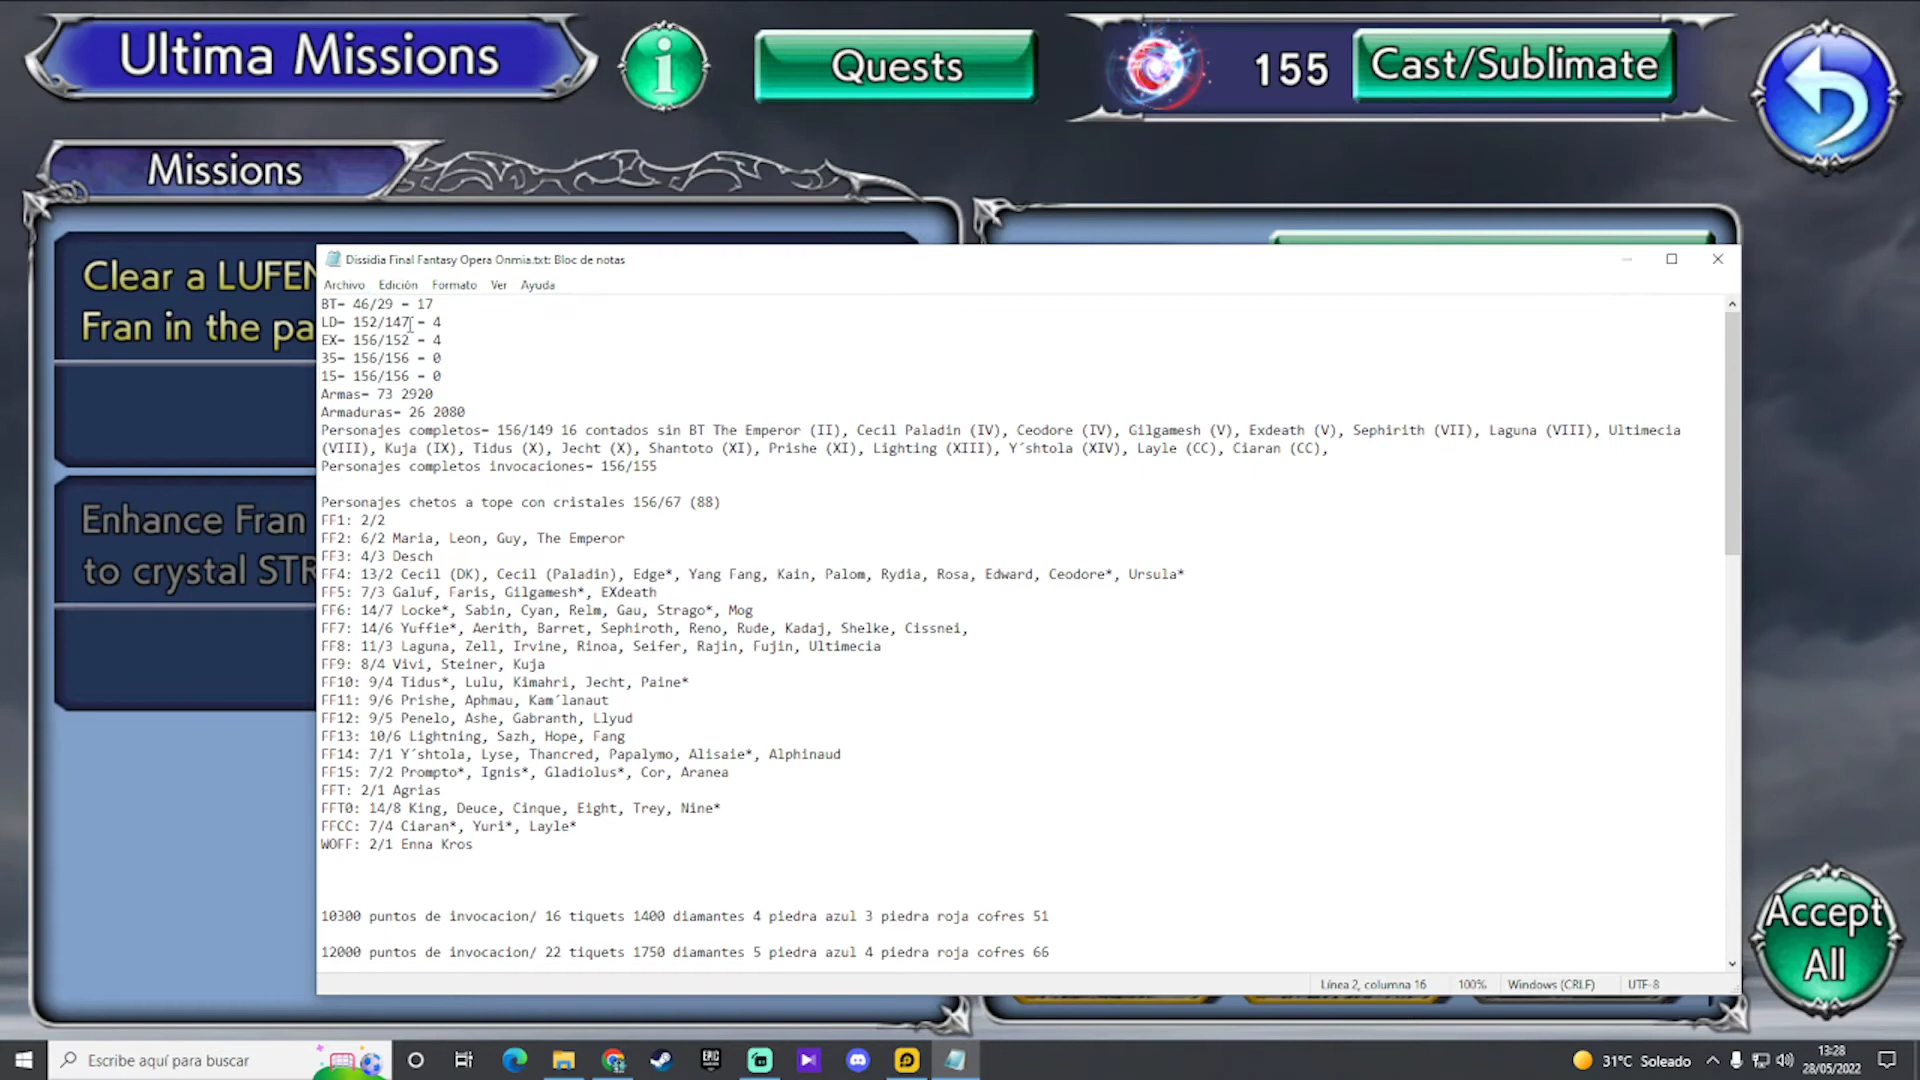 Ultima Missions
i
Quests
155
Cast/Sublimate
Missions
Clear a LUFEN
Fran in the pa
Enhance Fran
to crystal STR
Dissidia Final Fantasy Opera Onmia.txt: Bloc de notas
Archivo Edición Formato Ver Ayuda
BT= 46/29 = 17
LD= 152/147 = 4
EX= 156/152 = 4
35= 156/156 = 0
15= 156/156 = 0
Armas= 73 2920
Armaduras= 26 2080
Personajes completos= 156/149 16 contados sin BT The Emperor (II), Cecil Paladin (IV), Ceodore (IV), Gilgamesh (V), Exdeath (V), Sephirith (VII), Laguna (VIII), Ultimecia
(VIII), Kuja (IX), Tidus (X), Jecht (X), Shantoto (XI), Prishe (XI), Lighting (XIII), Y´shtola (XIV), Layle (CC), Ciaran (CC),
Personajes completos invocaciones= 156/155
Personajes chetos a tope con cristales 156/67 (88)
FF1: 2/2
FF2: 6/2 Maria, Leon, Guy, The Emperor
FF3: 4/3 Desch
FF4: 13/2 Cecil (DK), Cecil (Paladin), Edge*, Yang Fang, Kain, Palom, Rydia, Rosa, Edward, Ceodore*, Ursula*
FF5: 7/3 Galuf, Faris, Gilgamesh*, EXdeath
FF6: 14/7 Locke*, Sabin, Cyan, Relm, Gau, Strago*, Mog
FF7: 14/6 Yuffie*, Aerith, Barret, Sephiroth, Reno, Rude, Kadaj, Shelke, Cissnei,
FF8: 11/3 Laguna, Zell, Irvine, Rinoa, Seifer, Rajin, Fujin, Ultimecia
FF9: 8/4 Vivi, Steiner, Kuja
FF10: 9/4 Tidus*, Lulu, Kimahri, Jecht, Paine*
FF11: 9/6 Prishe, Aphmau, Kam´lanaut
FF12: 9/5 Penelo, Ashe, Gabranth, Llyud
FF13: 10/6 Lightning, Sazh, Hope, Fang
FF14: 7/1 Y´shtola, Lyse, Thancred, Papalymo, Alisaie*, Alphinaud
FF15: 7/2 Prompto*, Ignis*, Gladiolus*, Cor, Aranea
FFT: 2/1 Agrias
FFT0: 14/8 King, Deuce, Cinque, Eight, Trey, Nine*
FFCC: 7/4 Ciaran*, Yuri*, Layle*
WOFF: 2/1 Enna Kros
10300 puntos de invocacion/ 16 tiquets 1400 diamantes 4 piedra azul 3 piedra roja cofres 51
12000 puntos de invocacion/ 22 tiquets 1750 diamantes 5 piedra azul 4 piedra roja cofres 66
Línea 2, columna 16 100% Windows (CRLF) UTF-8
Accept
All
Escribe aquí para buscar
EPIC
31°C Soleado
13:28
28/05/2022